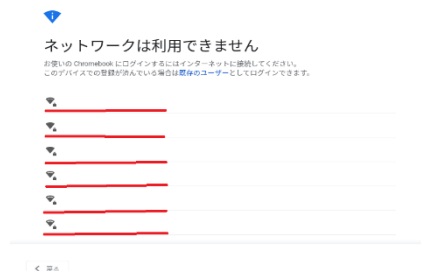 ネットワークは利用できません
お使いの Chromebook にログインするにはインターネットに接続してください。
このデバイスでの登録が済んでいる場合は既存のユーザーとしてログインできます。
戻る